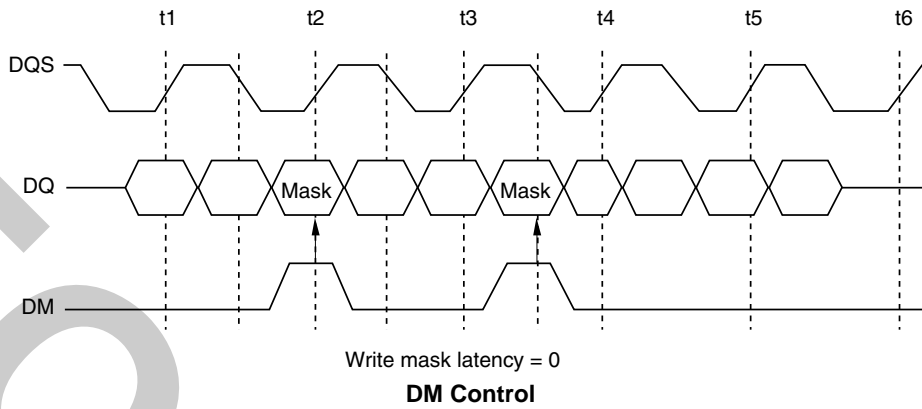 t1 t2 t3 t4 t5 t6
DQS
DQ Mask Mask
DM
Write mask latency = 0
DM Control